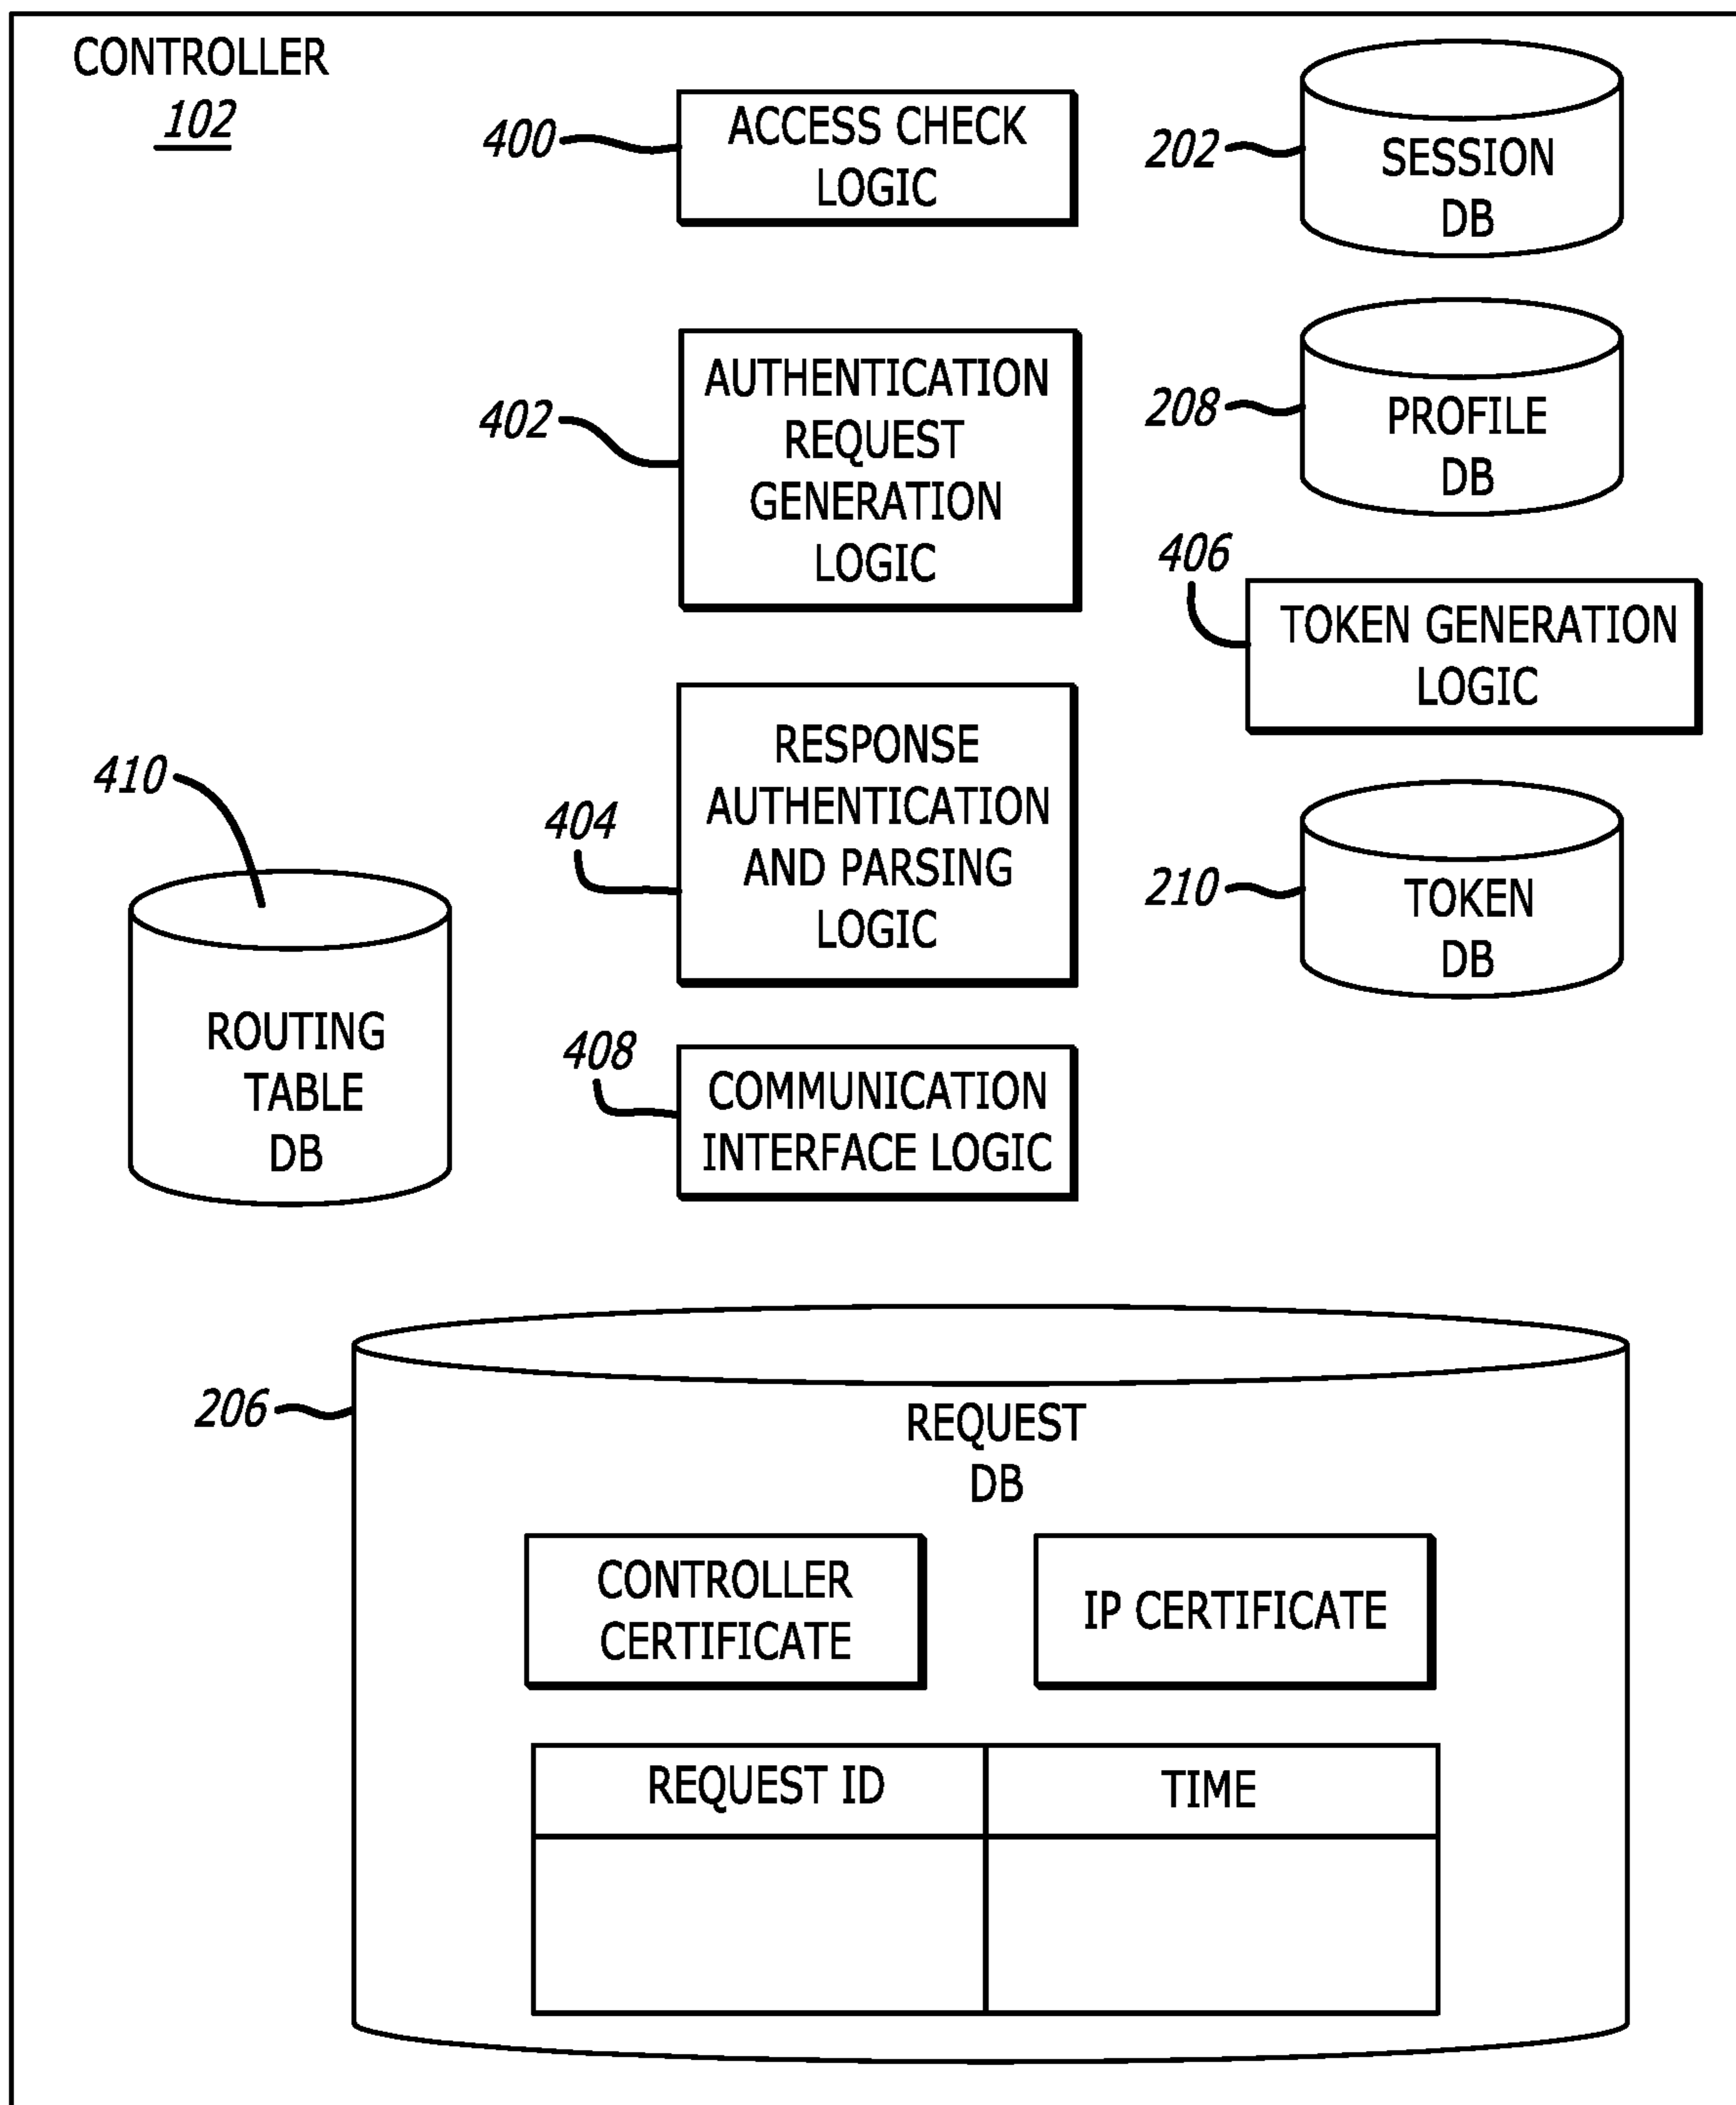 CONTROLLER
102
400
ACCESS CHECK
LOGIC
202
SESSION
DB
402
AUTHENTICATION
REQUEST
GENERATION
LOGIC
208
PROFILE
DB
406
TOKEN GENERATION
LOGIC
410
ROUTING
TABLE
DB
404
RESPONSE
AUTHENTICATION
AND PARSING
LOGIC
210
TOKEN
DB
408
COMMUNICATION
INTERFACE LOGIC
206
REQUEST
DB
CONTROLLER
CERTIFICATE
IP CERTIFICATE
REQUEST ID
TIME